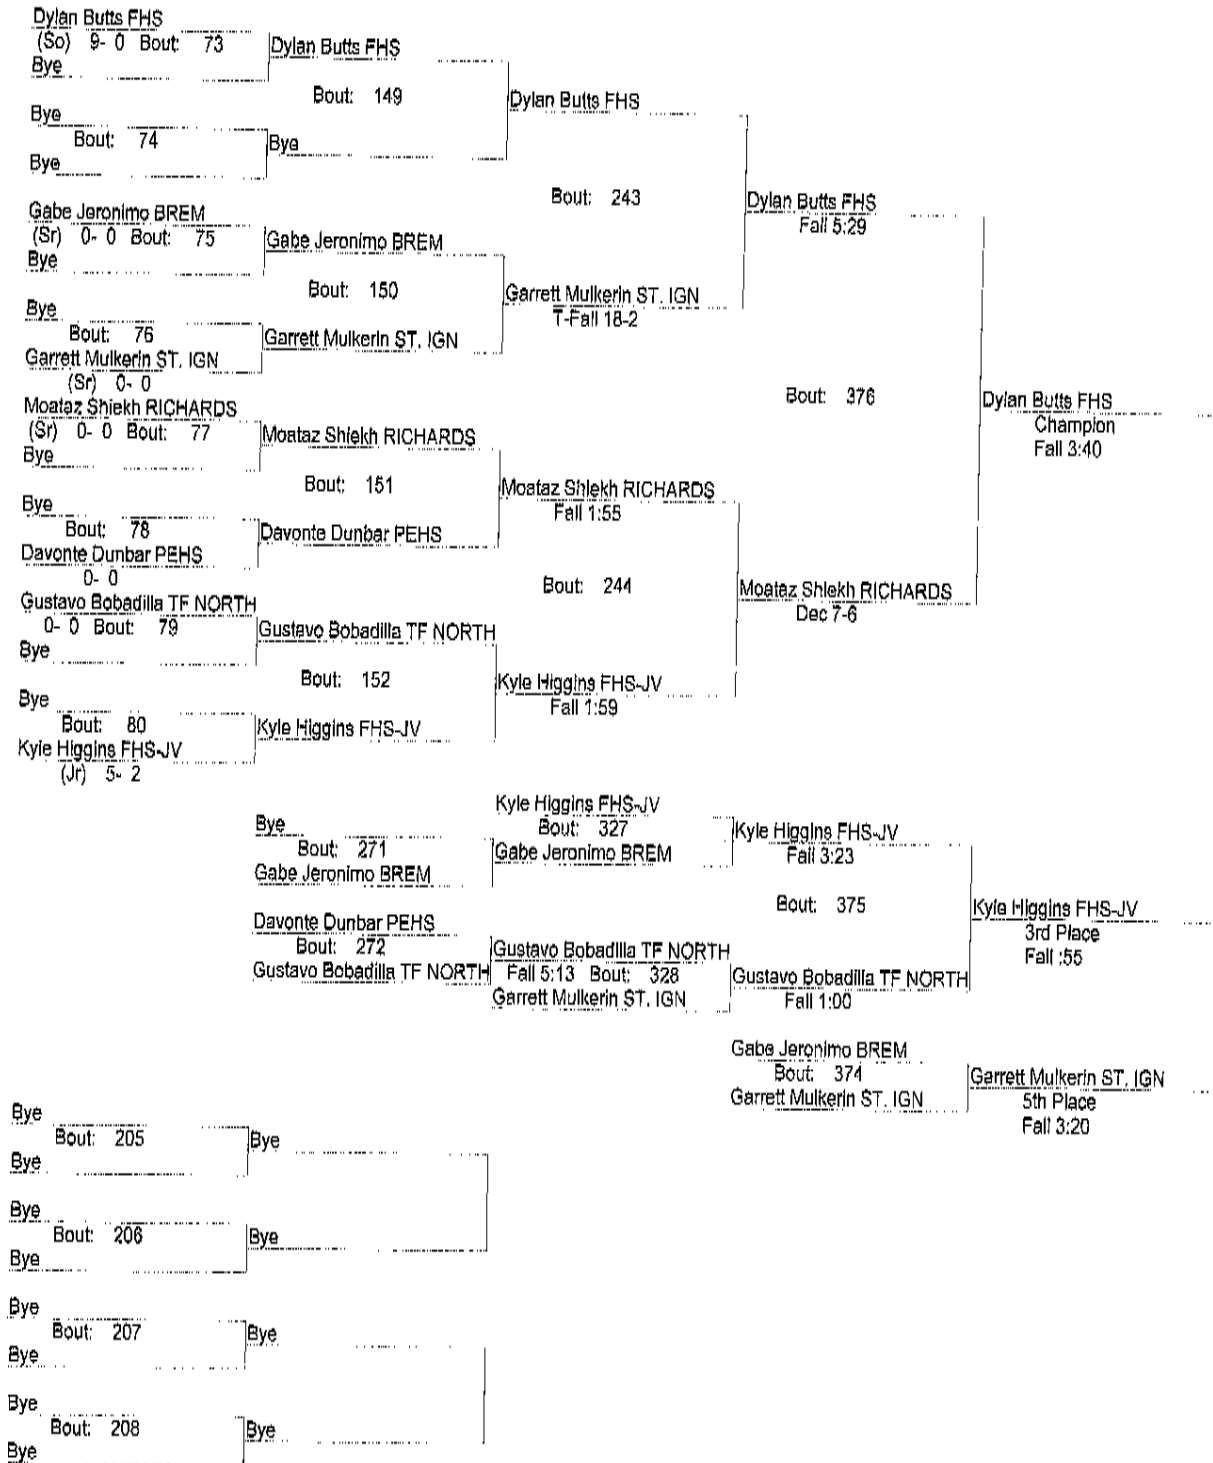 Dylan Butts FHS
(So) 9- 0 Bout: 73
Bye
Dylan Butts FHS
Bout: 149
Dylan Butts FHS
Bye
Bout: 74
Bye
Bye
Bout: 243
Dylan Butts FHS
Fall 5:29
Gabe Jeronimo BREM
(Sr) 0- 0 Bout: 75
Bye
Gabe Jeronimo BREM
Bout: 150
Garrett Mulkerin ST. IGN
T-Fall 18-2
Bye
Bout: 76
Garrett Mulkerin ST. IGN
(Sr) 0- 0
Garrett Mulkerin ST. IGN
Bout: 376
Dylan Butts FHS
Champion
Fall 3:40
Moataz Shiekh RICHARDS
(Sr) 0- 0 Bout: 77
Bye
Moataz Shiekh RICHARDS
Bout: 151
Moataz Shiekh RICHARDS
Fall 1:55
Bye
Bout: 78
Davonte Dunbar PEHS
0- 0
Davonte Dunbar PEHS
Bout: 244
Moataz Shiekh RICHARDS
Dec 7-6
Gustavo Bobadilla TF NORTH
0- 0 Bout: 79
Bye
Gustavo Bobadilla TF NORTH
Bout: 152
Kyle Higgins FHS-JV
Fall 1:59
Bye
Bout: 80
Kyle Higgins FHS-JV
(Jr) 5- 2
Kyle Higgins FHS-JV
Bye
Bout: 271
Gabe Jeronimo BREM
Kyle Higgins FHS-JV
Bout: 327
Gabe Jeronimo BREM
Kyle Higgins FHS-JV
Fall 3:23
Bout: 375
Kyle Higgins FHS-JV
3rd Place
Fall :55
Davonte Dunbar PEHS
Bout: 272
Gustavo Bobadilla TF NORTH
Gustavo Bobadilla TF NORTH
Fall 5:13 Bout: 328
Garrett Mulkerin ST. IGN
Gustavo Bobadilla TF NORTH
Fall 1:00
Gabe Jeronimo BREM
Bout: 374
Garrett Mulkerin ST. IGN
Garrett Mulkerin ST. IGN
5th Place
Fall 3:20
Bye
Bout: 205
Bye
Bye
Bye
Bout: 206
Bye
Bye
Bye
Bout: 207
Bye
Bye
Bye
Bout: 208
Bye
Bye